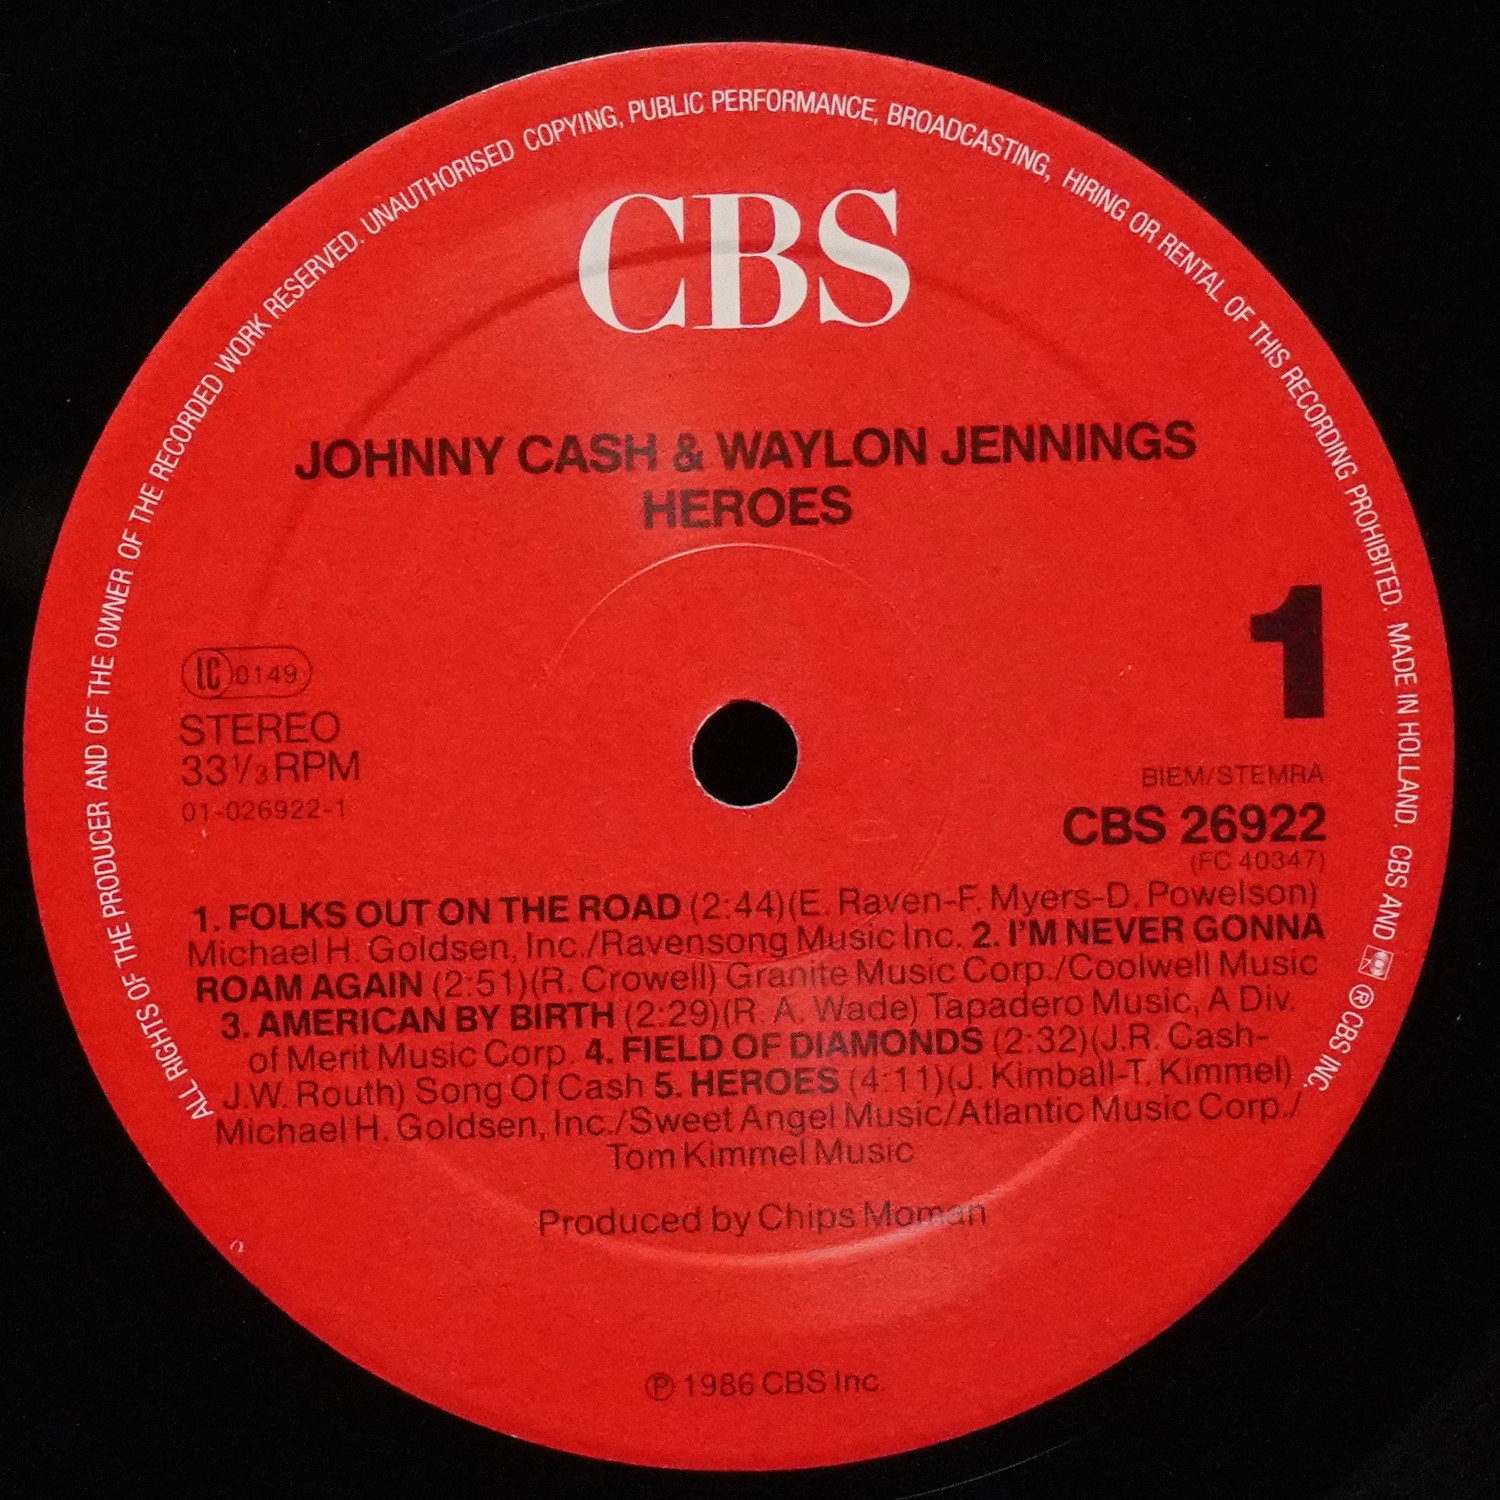 ALL RIGHTS OF THE PRODUCER AND OF THE OWNER OF THE RECORDED WORK RESERVED. UNAUTHORISED COPYING, PUBLIC PERFORMANCE, BROADCASTING, HIRING OR RENTAL OF THIS RECORDING PROHIBITED. MADE IN HOLLAND. CBS AND ® CBS INC.
CBS
JOHNNY CASH & WAYLON JENNINGS
HEROES
1
LC 0149
STEREO
33 1/3 RPM
01-026922-1
BIEM/STEMRA
CBS 26922
(FC 40347)
1. FOLKS OUT ON THE ROAD (2:44)(E. Raven-F. Myers-D. Powelson)
Michael H. Goldsen, Inc./Ravensong Music Inc. 2. I'M NEVER GONNA
ROAM AGAIN (2:51)(R. Crowell) Granite Music Corp./Coolwell Music
3. AMERICAN BY BIRTH (2:29)(R. A. Wade) Tapadero Music, A Div.
of Merit Music Corp. 4. FIELD OF DIAMONDS (2:32)(J.R. Cash-
J.W. Routh) Song Of Cash 5. HEROES (4:11)(J. Kimball-T. Kimmel)
Michael H. Goldsen, Inc./Sweet Angel Music/Atlantic Music Corp./
Tom Kimmel Music
Produced by Chips Moman
℗ 1986 CBS Inc.